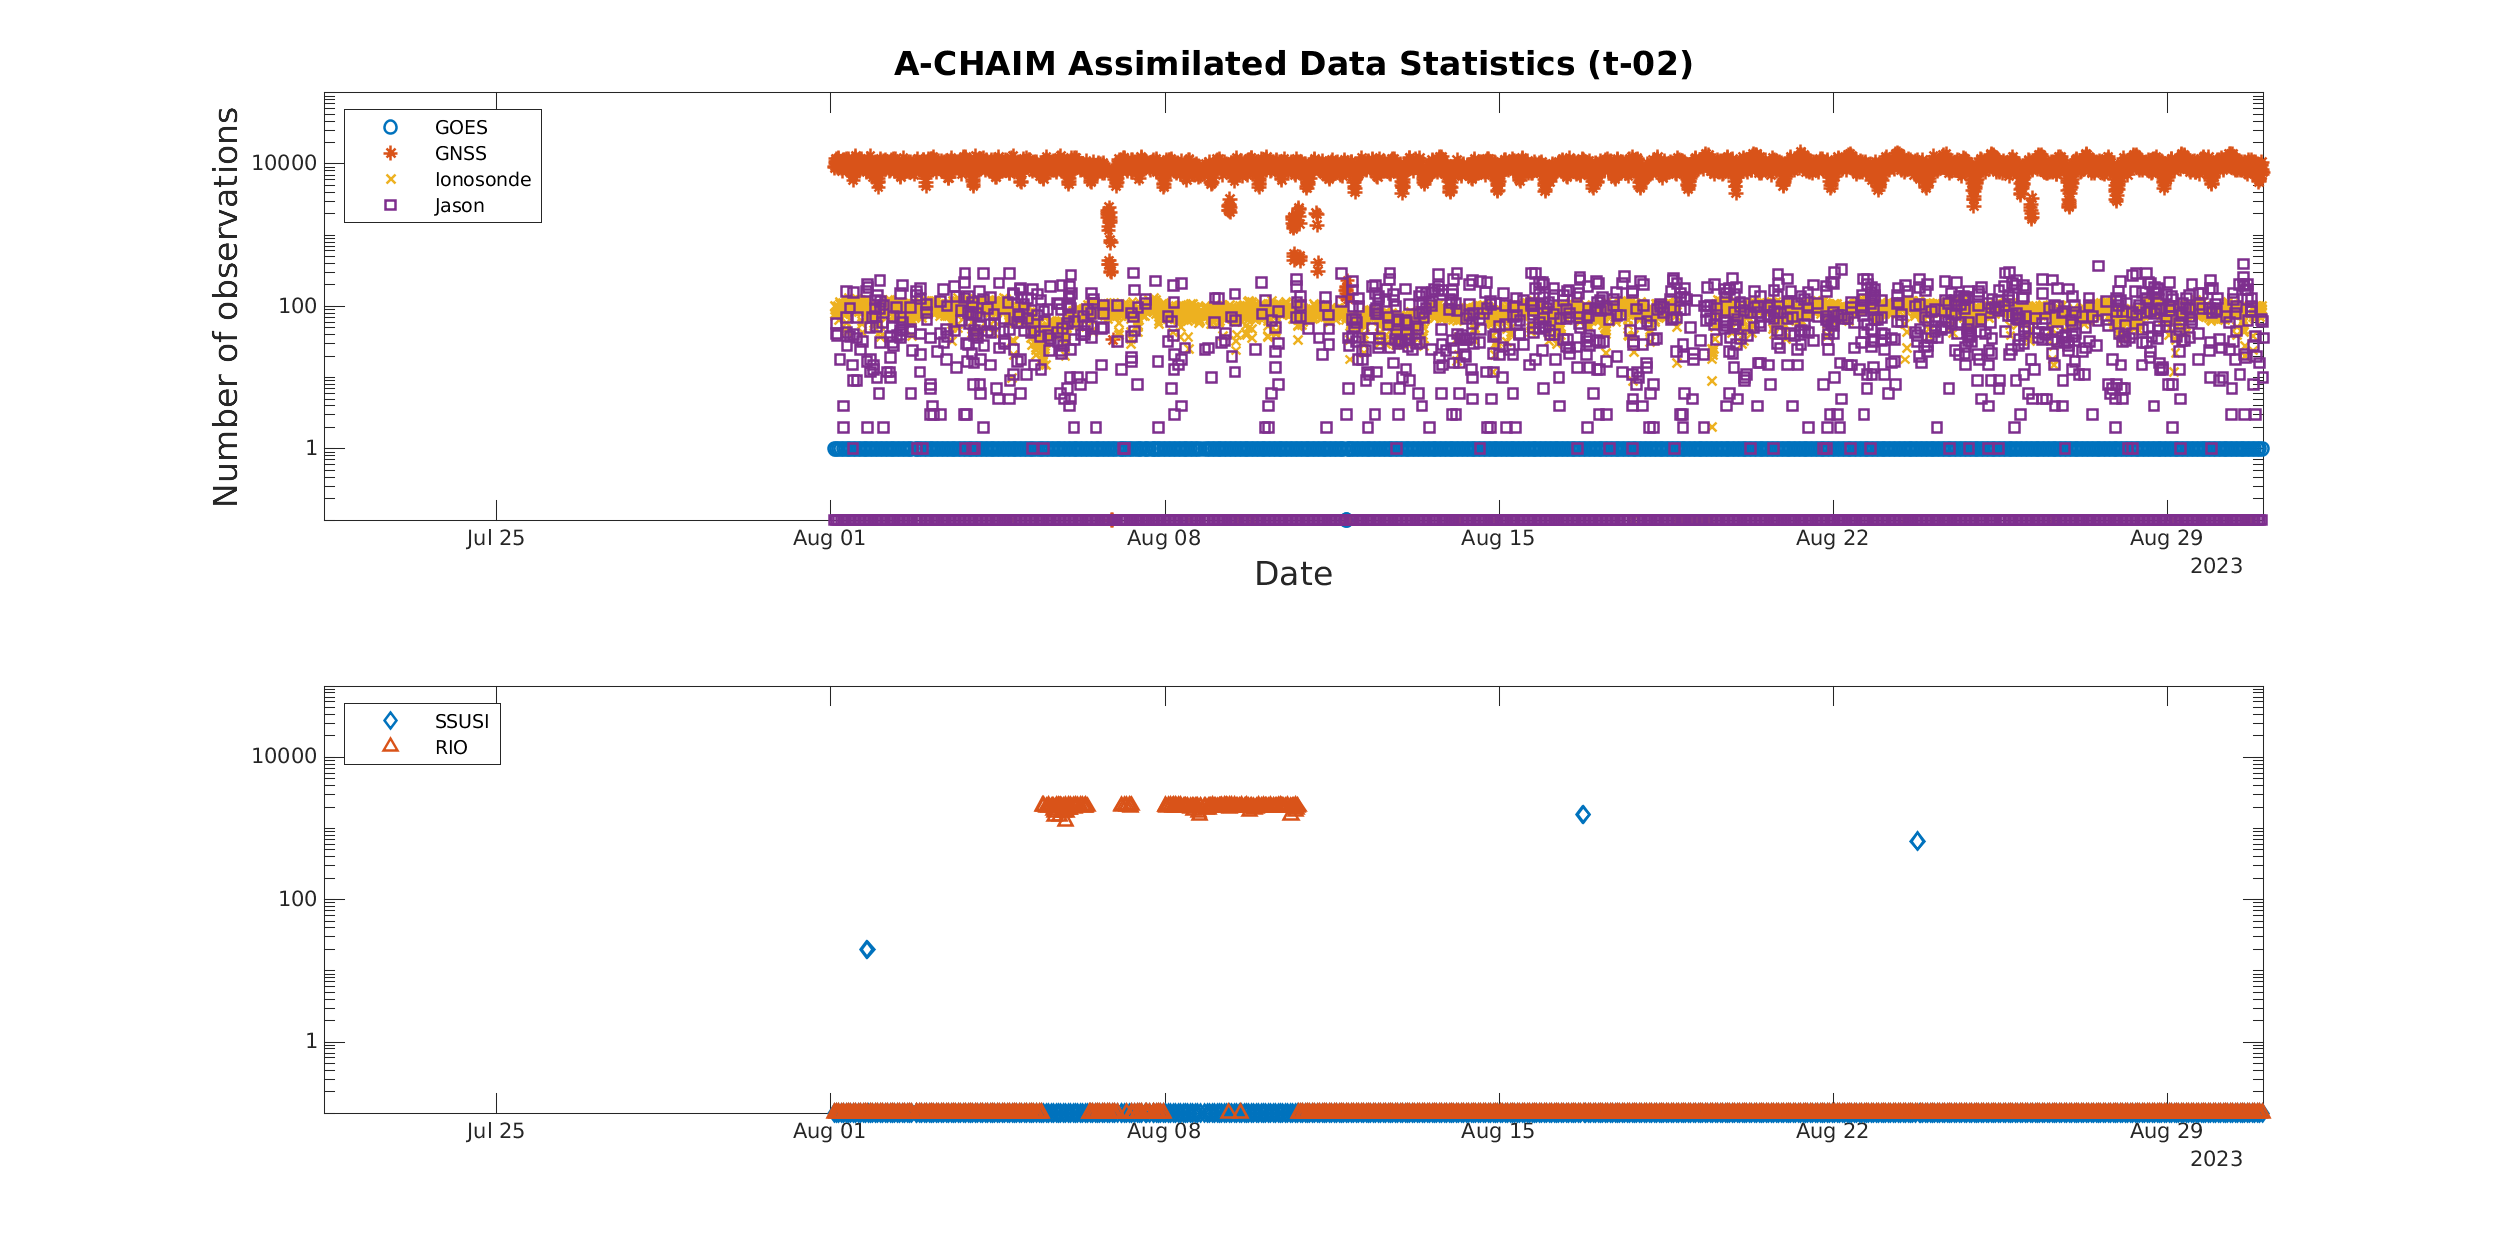 A-CHAIM Assimilated Data Statistics (t-02)
Number of observations
10000
100
1
GOES
GNSS
Ionosonde
Jason
Jul 25
Aug 01
Aug 08
Aug 15
Aug 22
Aug 29
2023
Date
10000
100
1
SSUSI
RIO
Jul 25
Aug 01
Aug 08
Aug 15
Aug 22
Aug 29
2023